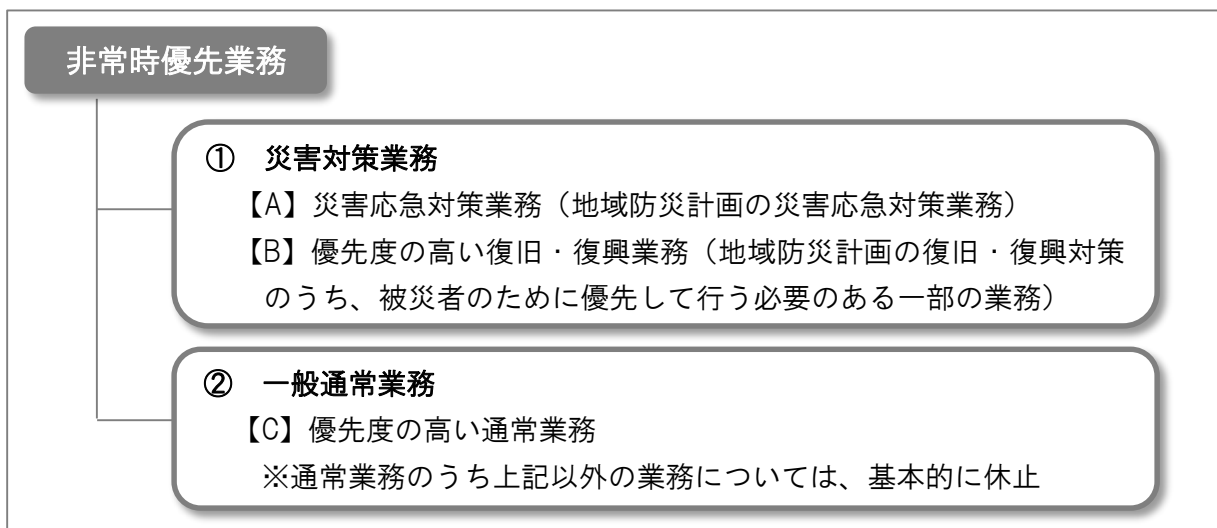 非常時優先業務
① 災害対策業務
【A】災害応急対策業務（地域防災計画の災害応急対策業務）
【B】優先度の高い復旧・復興業務（地域防災計画の復旧・復興対策
のうち、被災者のために優先して行う必要のある一部の業務）
② 一般通常業務
【C】優先度の高い通常業務
※通常業務のうち上記以外の業務については、基本的に休止